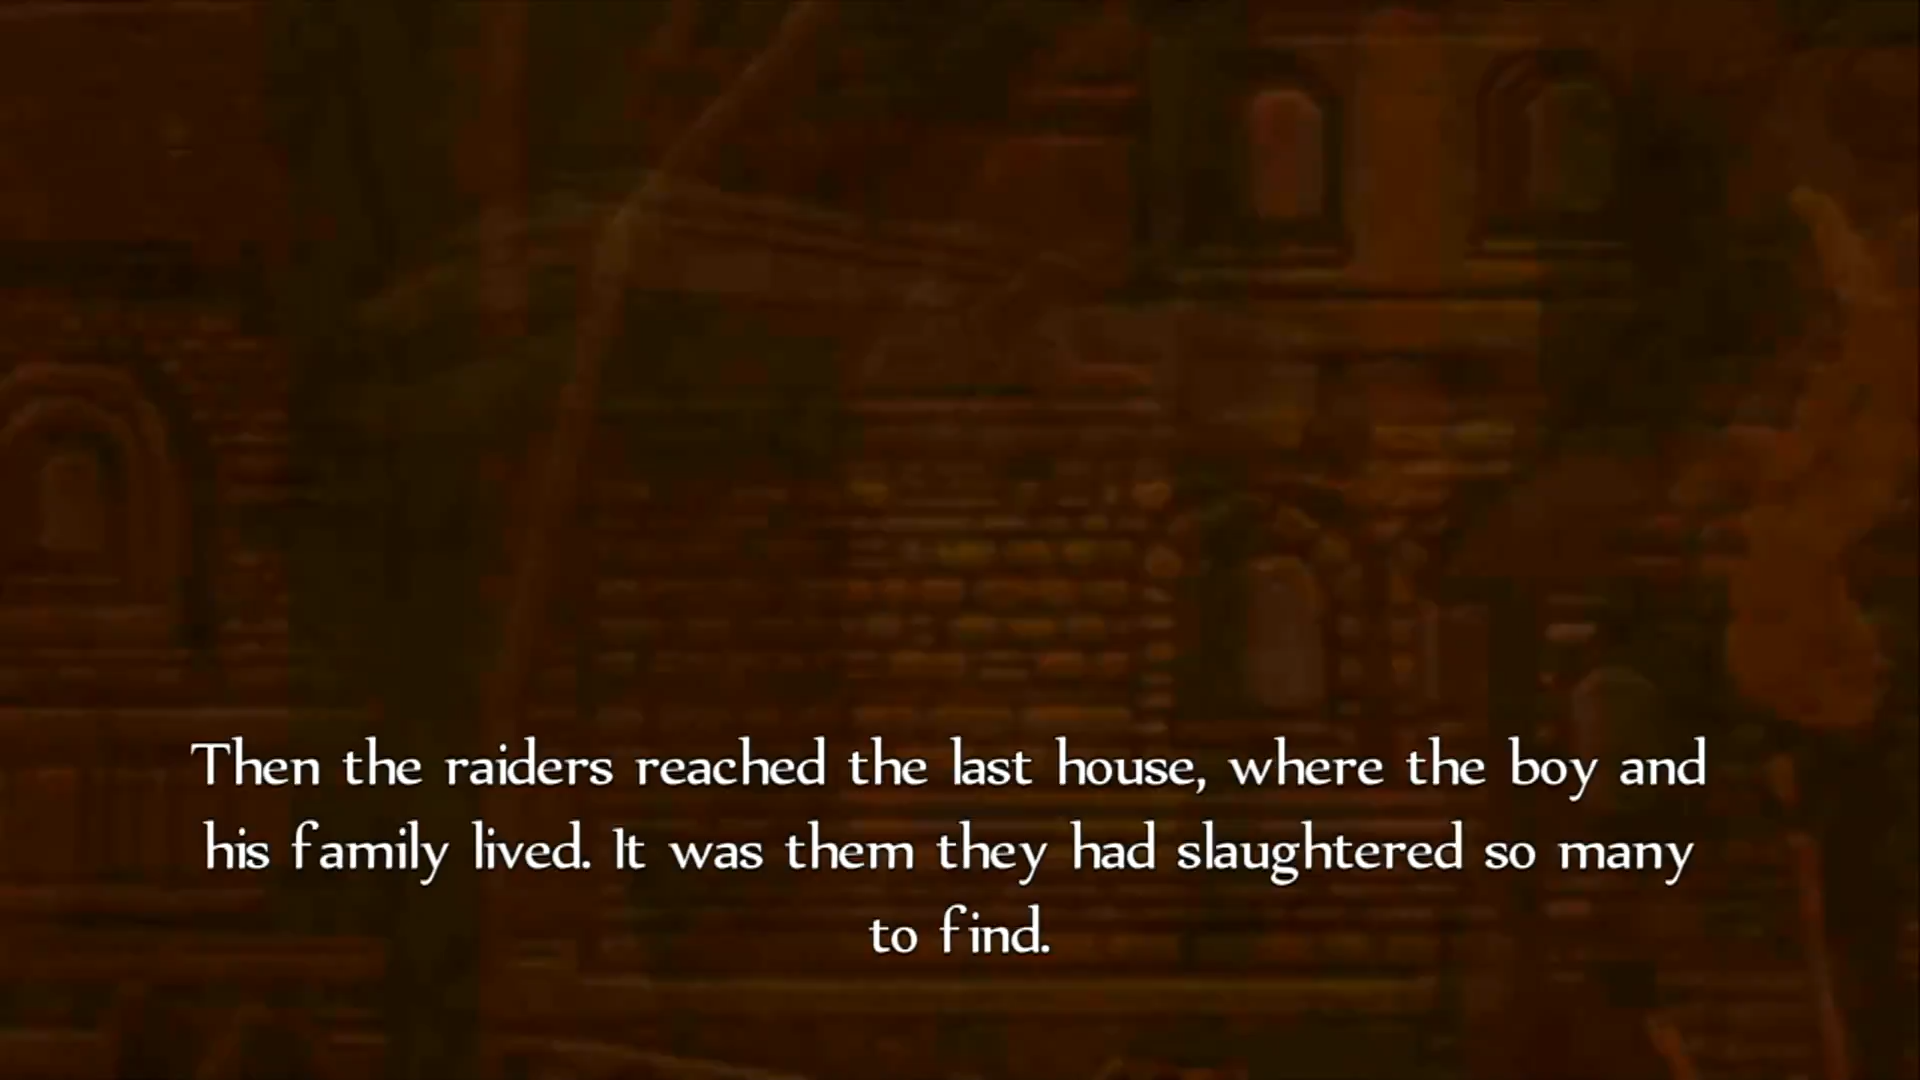 Then the raiders reached the last house, where the boy and
his family lived. It was them they had slaughtered so many
to find.